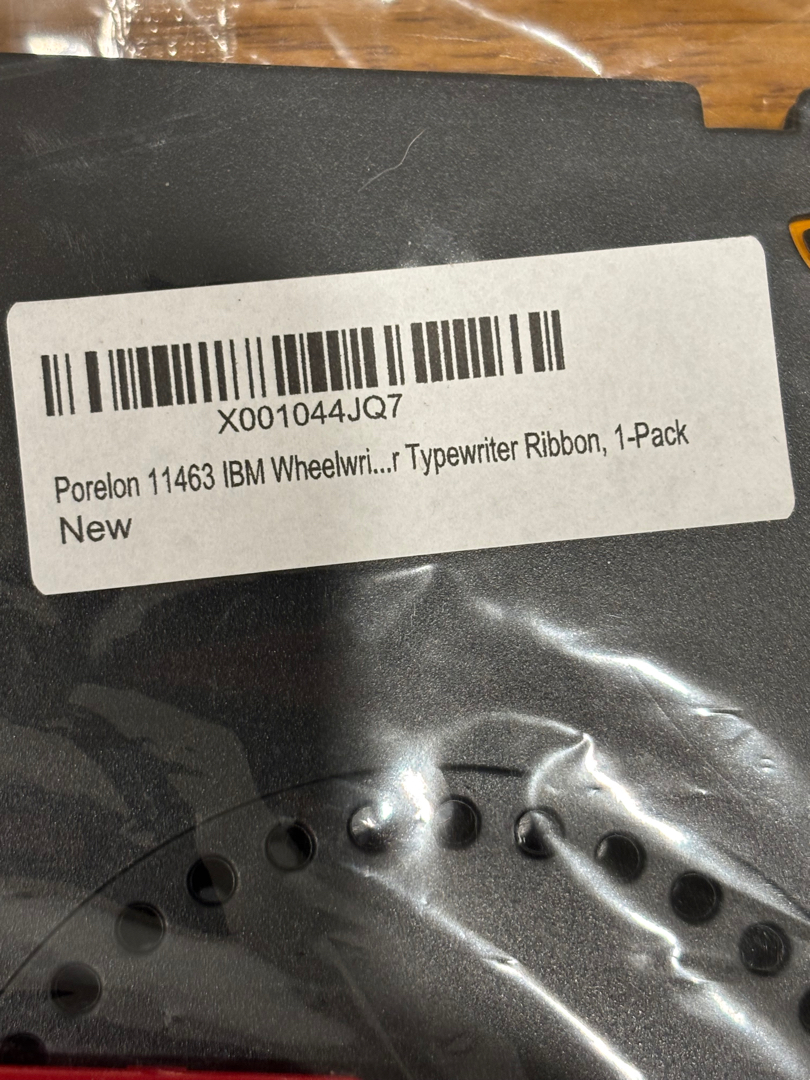 X001044JQ7
Porelon 11463 IBM Wheelwri...r Typewriter Ribbon, 1-Pack
New